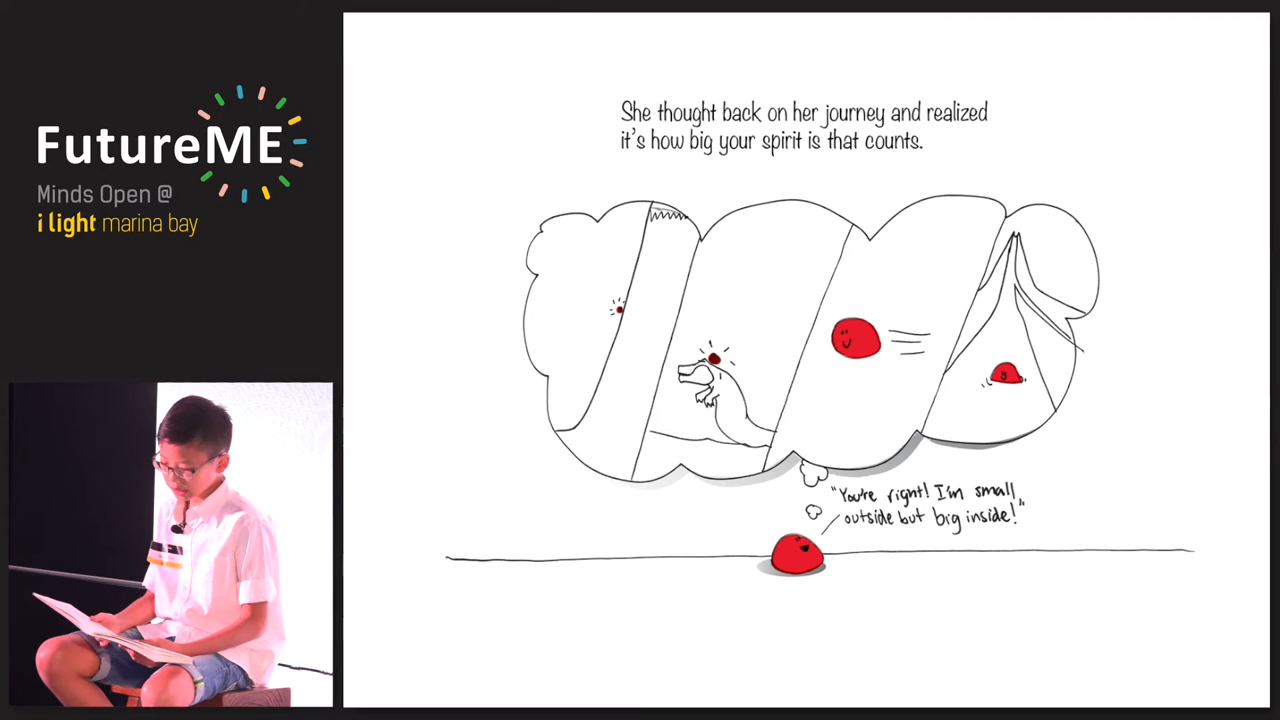 FutureME
Minds Open @
i light marina bay
She thought back on her journey and realized
it's how big your spirit is that counts.
"You're right! I'm small
outside but big inside!"